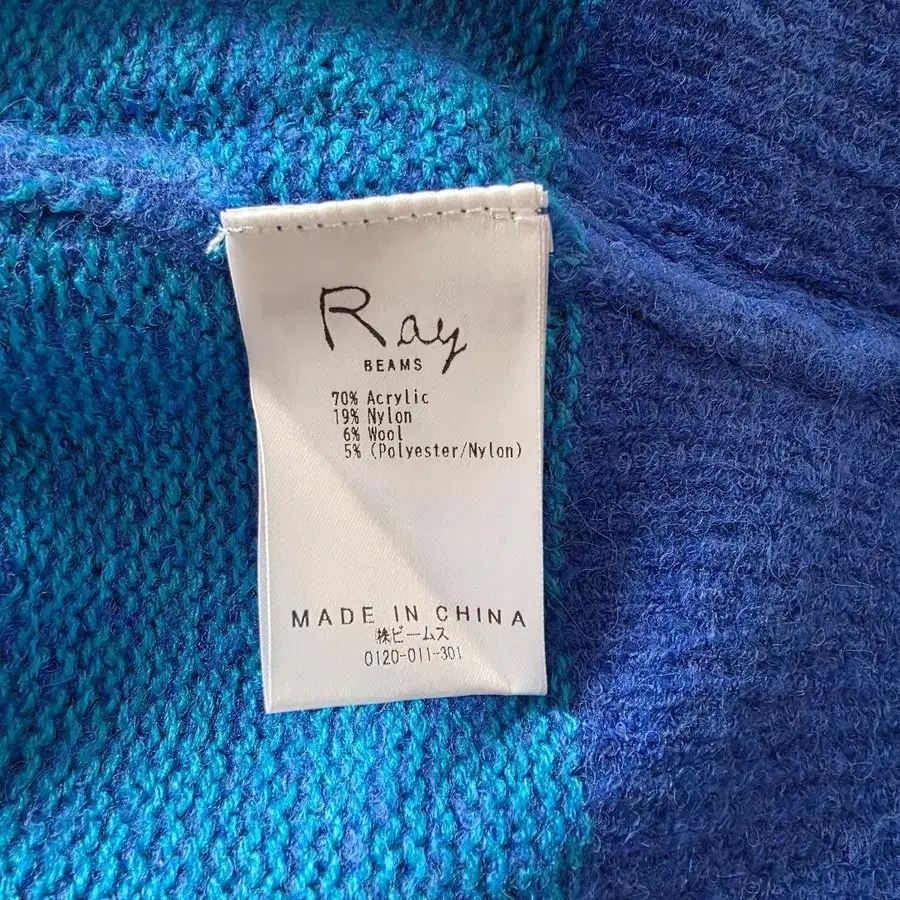 Ray
BEAMS
70% Acrylic
19% Nylon
6% Wool
5% (Polyester/Nylon)
MADE IN CHINA
㈱ビームス
0120-011-301